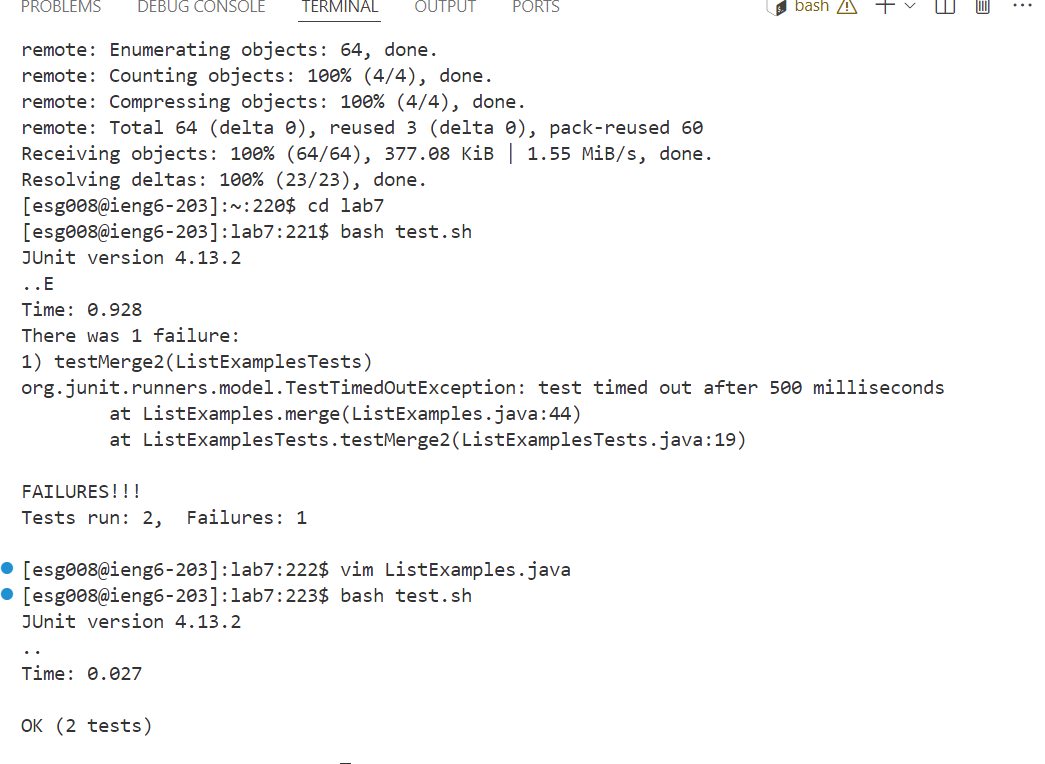 PROBLEMS DEBUG CONSOLE TERMINAL OUTPUT PORTS bash
remote: Enumerating objects: 64, done.
remote: Counting objects: 100% (4/4), done.
remote: Compressing objects: 100% (4/4), done.
remote: Total 64 (delta 0), reused 3 (delta 0), pack-reused 60
Receiving objects: 100% (64/64), 377.08 KiB | 1.55 MiB/s, done.
Resolving deltas: 100% (23/23), done.
[esg008@ieng6-203]:~:220$ cd lab7
[esg008@ieng6-203]:lab7:221$ bash test.sh
JUnit version 4.13.2
..E
Time: 0.928
There was 1 failure:
1) testMerge2(ListExamplesTests)
org.junit.runners.model.TestTimedOutException: test timed out after 500 milliseconds
        at ListExamples.merge(ListExamples.java:44)
        at ListExamplesTests.testMerge2(ListExamplesTests.java:19)

FAILURES!!!
Tests run: 2,  Failures: 1

[esg008@ieng6-203]:lab7:222$ vim ListExamples.java
[esg008@ieng6-203]:lab7:223$ bash test.sh
JUnit version 4.13.2
..
Time: 0.027

OK (2 tests)